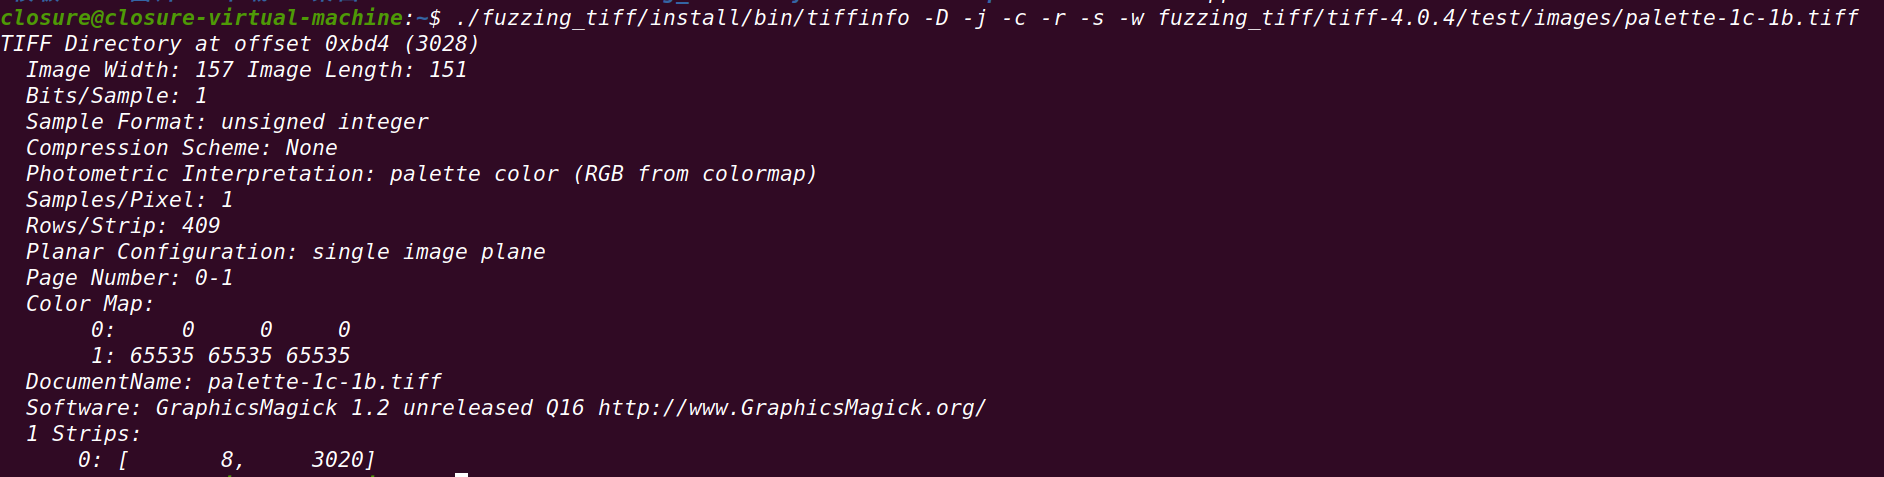 closure@closure-virtual-machine:~$ ./fuzzing_tiff/install/bin/tiffinfo -D -j -c -r -s -w fuzzing_tiff/tiff-4.0.4/test/images/palette-1c-1b.tiff
TIFF Directory at offset 0xbd4 (3028)
  Image Width: 157 Image Length: 151
  Bits/Sample: 1
  Sample Format: unsigned integer
  Compression Scheme: None
  Photometric Interpretation: palette color (RGB from colormap)
  Samples/Pixel: 1
  Rows/Strip: 409
  Planar Configuration: single image plane
  Page Number: 0-1
  Color Map:
       0:     0     0     0
       1: 65535 65535 65535
  DocumentName: palette-1c-1b.tiff
  Software: GraphicsMagick 1.2 unreleased Q16 http://www.GraphicsMagick.org/
  1 Strips:
      0: [       8,     3020]